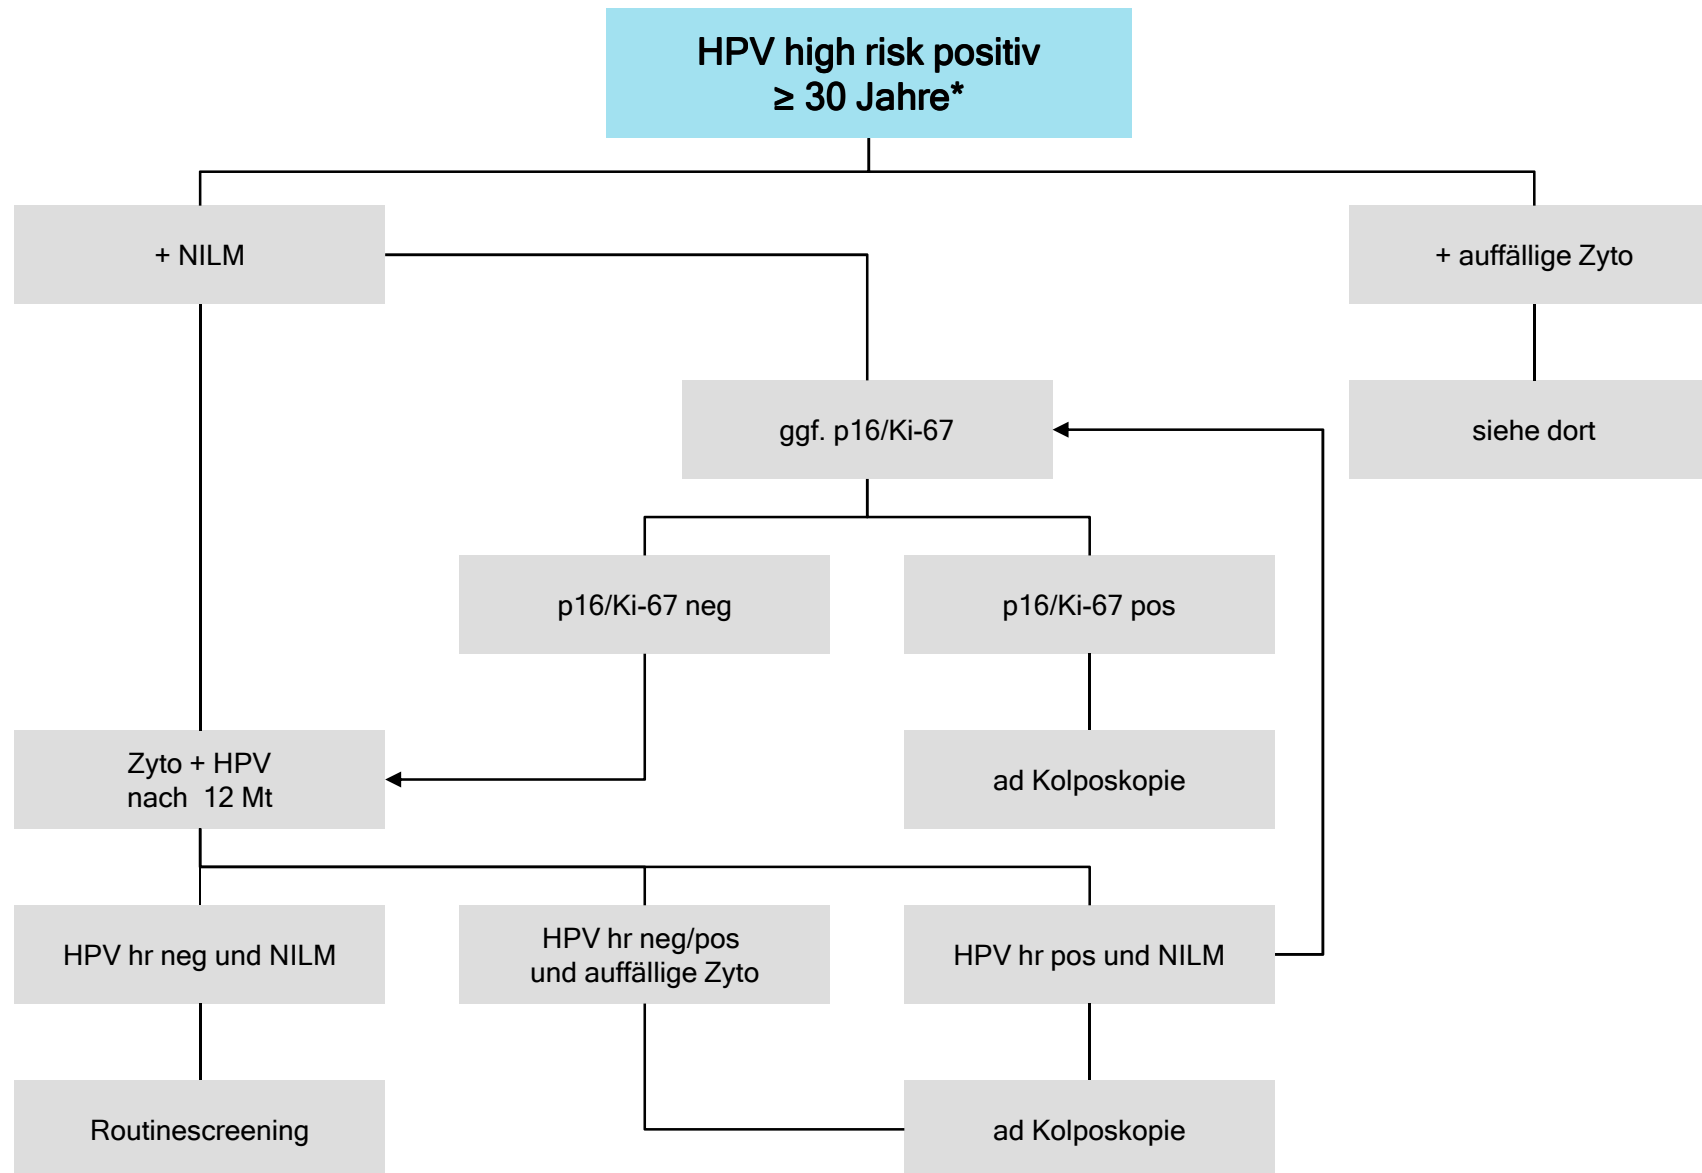 HPV high risk positiv
≥ 30 Jahre*
+ NILM
+ auffällige Zyto
ggf. p16/Ki-67
siehe dort
p16/Ki-67 neg
p16/Ki-67 pos
Zyto + HPV
nach 12 Mt
ad Kolposkopie
HPV hr neg und NILM
HPV hr neg/pos
und auffällige Zyto
HPV hr pos und NILM
Routinescreening
ad Kolposkopie